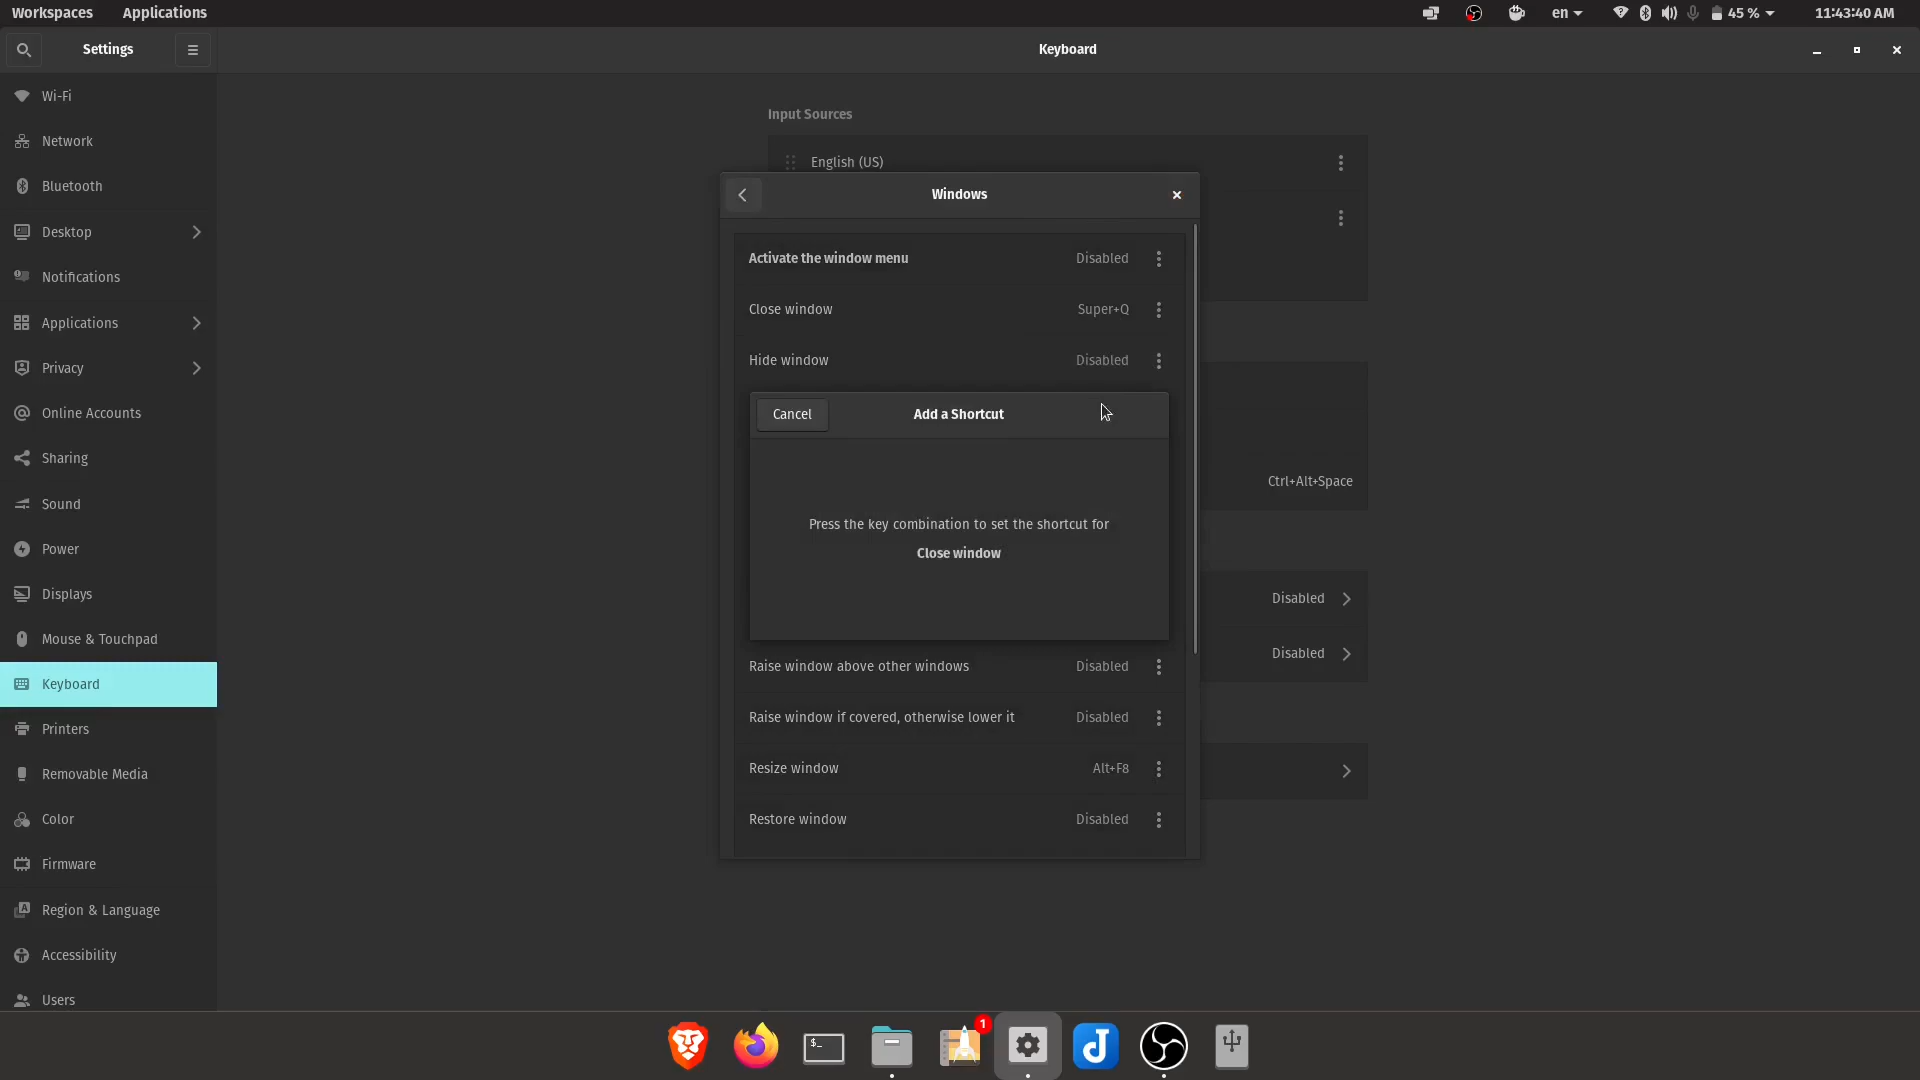 Workspaces Applications en 45 % 11:43:40 AM
Settings Keyboard
Wi-Fi
Network
Bluetooth
Desktop
Notifications
Applications
Privacy
Online Accounts
Sharing
Sound
Power
Displays
Mouse & Touchpad
Keyboard
Printers
Removable Media
Color
Firmware
Region & Language
Accessibility
Users
Input Sources
English (US)
Ctrl+Alt+Space
Disabled
Disabled
Windows
Activate the window menu Disabled
Close window Super+Q
Hide window Disabled
Cancel Add a Shortcut
Press the key combination to set the shortcut for
Close window
Raise window above other windows Disabled
Raise window if covered, otherwise lower it Disabled
Resize window Alt+F8
Restore window Disabled
$_
1